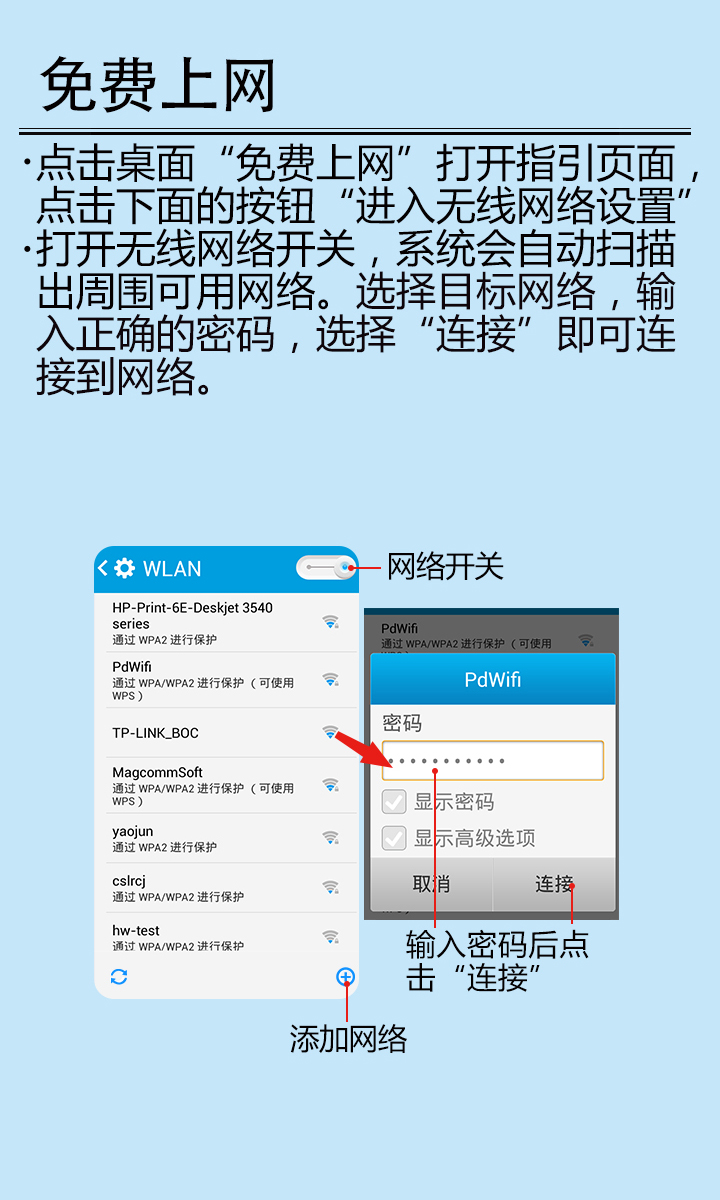 免费上网
·点击桌面“免费上网”打开指引页面，
点击下面的按钮“进入无线网络设置”
·打开无线网络开关，系统会自动扫描
出周围可用网络。选择目标网络，输
入正确的密码，选择“连接”即可连
接到网络。
WLAN
网络开关
HP-Print-6E-Deskjet 3540
series
通过 WPA2 进行保护
PdWifi
通过 WPA/WPA2 进行保护（可使用
WPS）
TP-LINK_BOC
MagcommSoft
通过 WPA/WPA2 进行保护（可使用
WPS）
yaojun
通过 WPA2 进行保护
cslrcj
通过 WPA/WPA2 进行保护
hw-test
通过 WPA/WPA2 进行保护
PdWifi
通过 WPA/WPA2 进行保护（可使用
PdWifi
密码
显示密码
显示高级选项
取消
连接
输入密码后点
击“连接”
添加网络